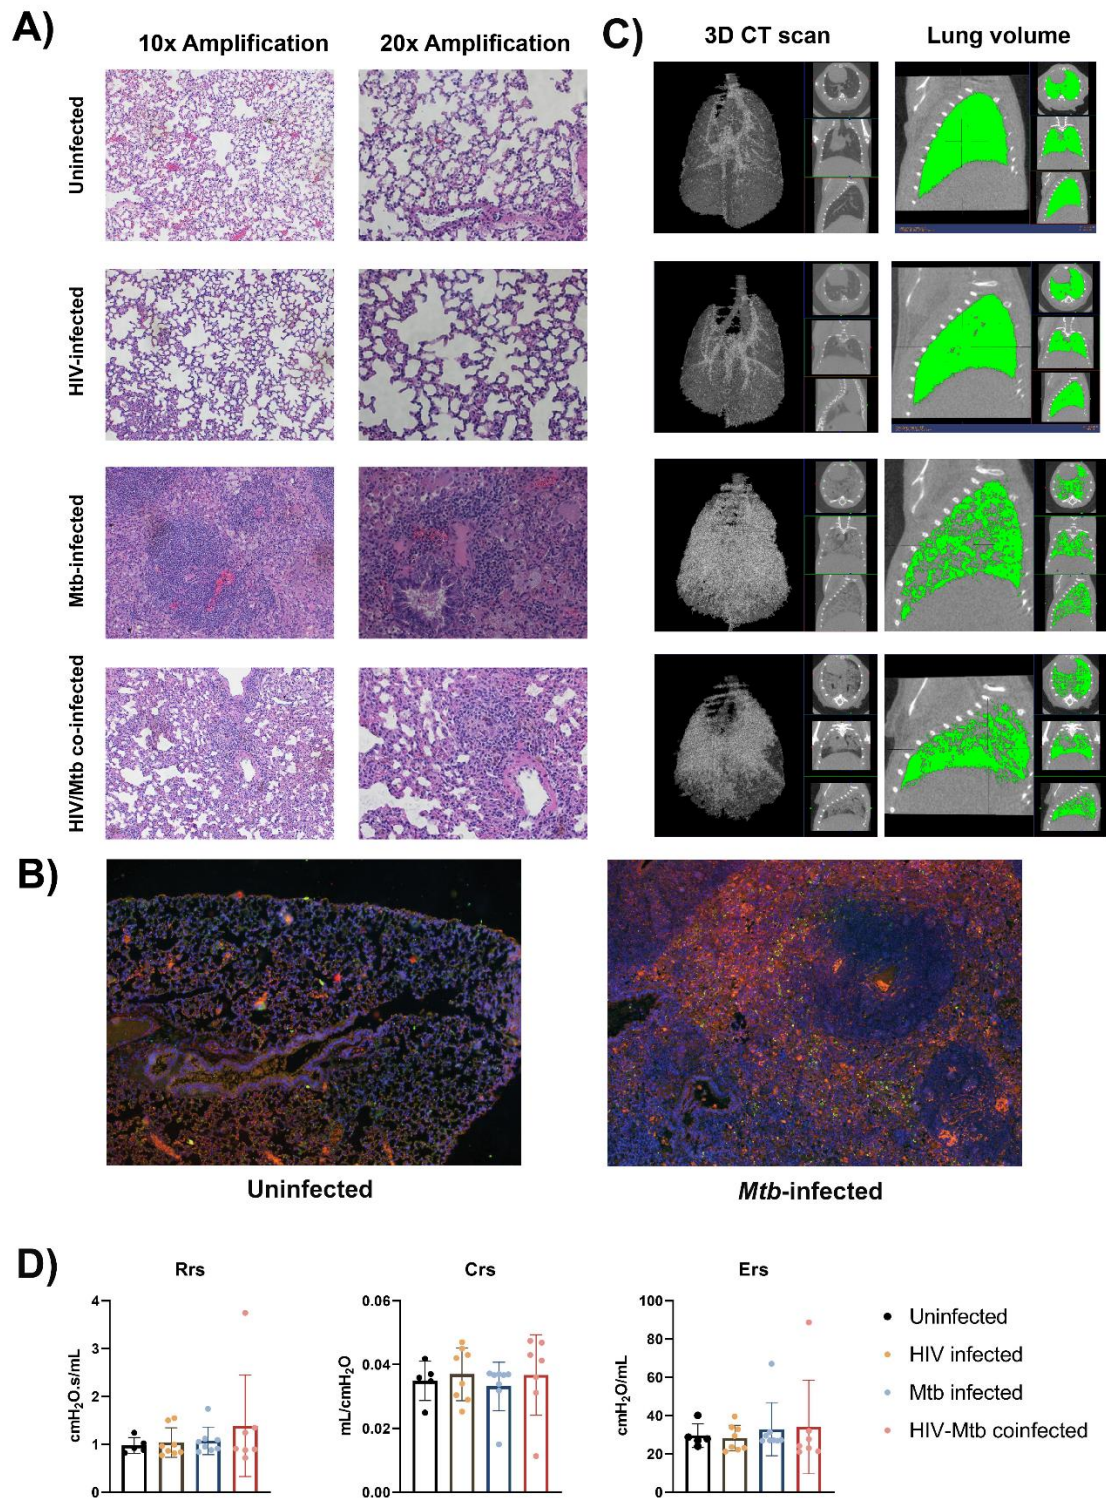 A)
10x Amplification
20x Amplification
C)
3D CT scan
Lung volume
Uninfected
HIV-infected
Mtb-infected
HIV/Mtb co-infected
B)
Uninfected
Mtb-infected
D)
Rrs
cmH₂O.s/mL
4
3
2
1
0
Crs
mL/cmH₂O
0.06
0.04
0.02
0.00
Ers
cmH₂O/mL
100
80
60
40
20
0
Uninfected
HIV infected
Mtb infected
HIV-Mtb coinfected